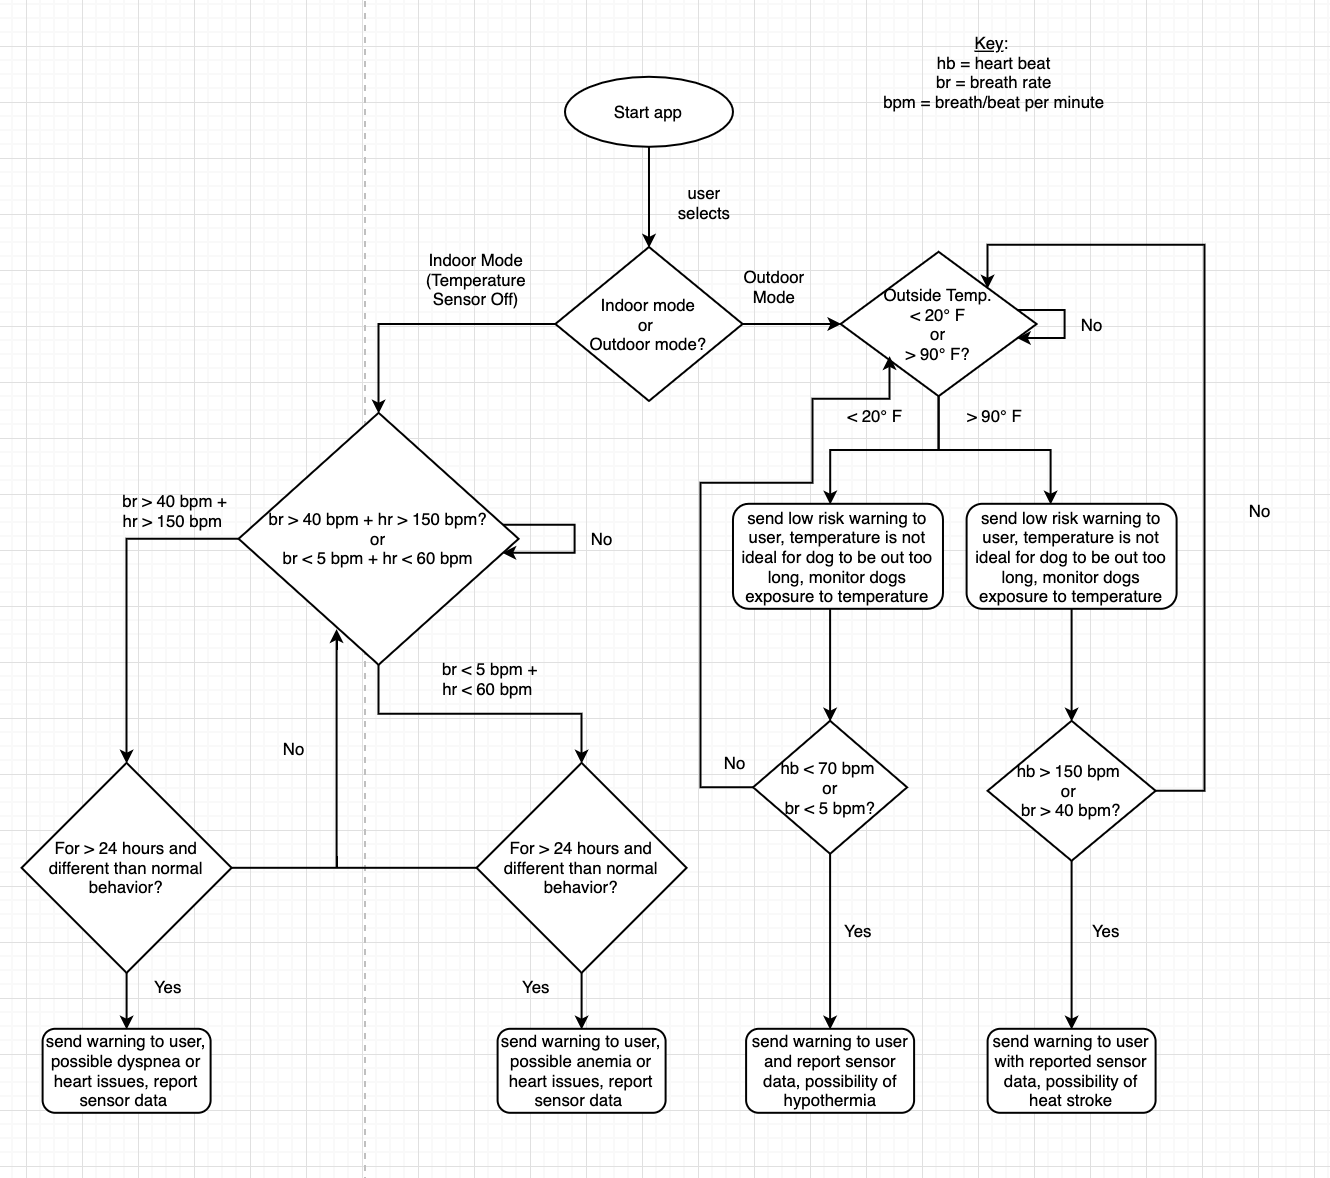 Key:
hb = heart beat
br = breath rate
bpm = breath/beat per minute
Start app
user
selects
Indoor Mode
(Temperature
Sensor Off)
Indoor mode
or
Outdoor mode?
Outdoor
Mode
Outside Temp.
< 20° F
or
> 90° F?
No
< 20° F
> 90° F
br > 40 bpm +
hr > 150 bpm
br > 40 bpm + hr > 150 bpm?
or
br < 5 bpm + hr < 60 bpm
No
send low risk warning to
user, temperature is not
ideal for dog to be out too
long, monitor dogs
exposure to temperature
send low risk warning to
user, temperature is not
ideal for dog to be out too
long, monitor dogs
exposure to temperature
No
br < 5 bpm +
hr < 60 bpm
No
No
hb < 70 bpm
or
br < 5 bpm?
hb > 150 bpm
or
br > 40 bpm?
For > 24 hours and
different than normal
behavior?
For > 24 hours and
different than normal
behavior?
Yes
Yes
Yes
Yes
send warning to user,
possible dyspnea or
heart issues, report
sensor data
send warning to user,
possible anemia or
heart issues, report
sensor data
send warning to user
and report sensor
data, possibility of
hypothermia
send warning to user
with reported sensor
data, possibility of
heat stroke